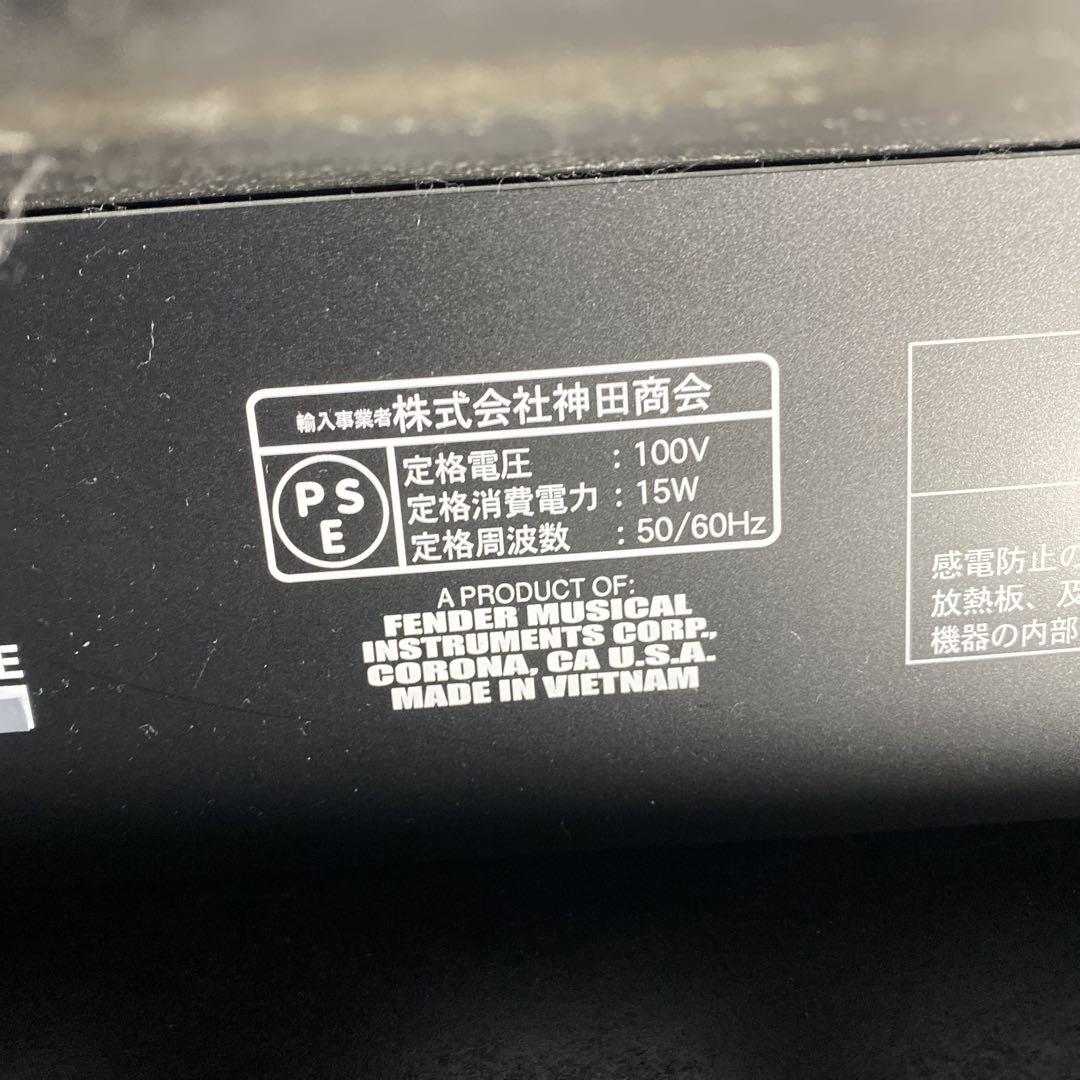 輸入事業者 株式会社神田商会
PSE
定格電圧 : 100V
定格消費電力 : 15W
定格周波数 : 50/60Hz
A PRODUCT OF:
FENDER MUSICAL
INSTRUMENTS CORP.,
CORONA, CA U.S.A.
MADE IN VIETNAM
E
感電防止の
放熱板、及
機器の内部